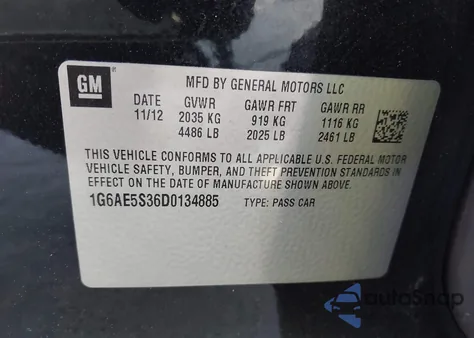 GM
MFD BY GENERAL MOTORS LLC
DATE GVWR GAWR FRT GAWR RR
11/12 2035 KG 919 KG 1116 KG
4486 LB 2025 LB 2461 LB
THIS VEHICLE CONFORMS TO ALL APPLICABLE U.S. FEDERAL MOTOR
VEHICLE SAFETY, BUMPER, AND THEFT PREVENTION STANDARDS IN
EFFECT ON THE DATE OF MANUFACTURE SHOWN ABOVE.
1G6AE5S36D0134885 TYPE: PASS CAR
autoSnap